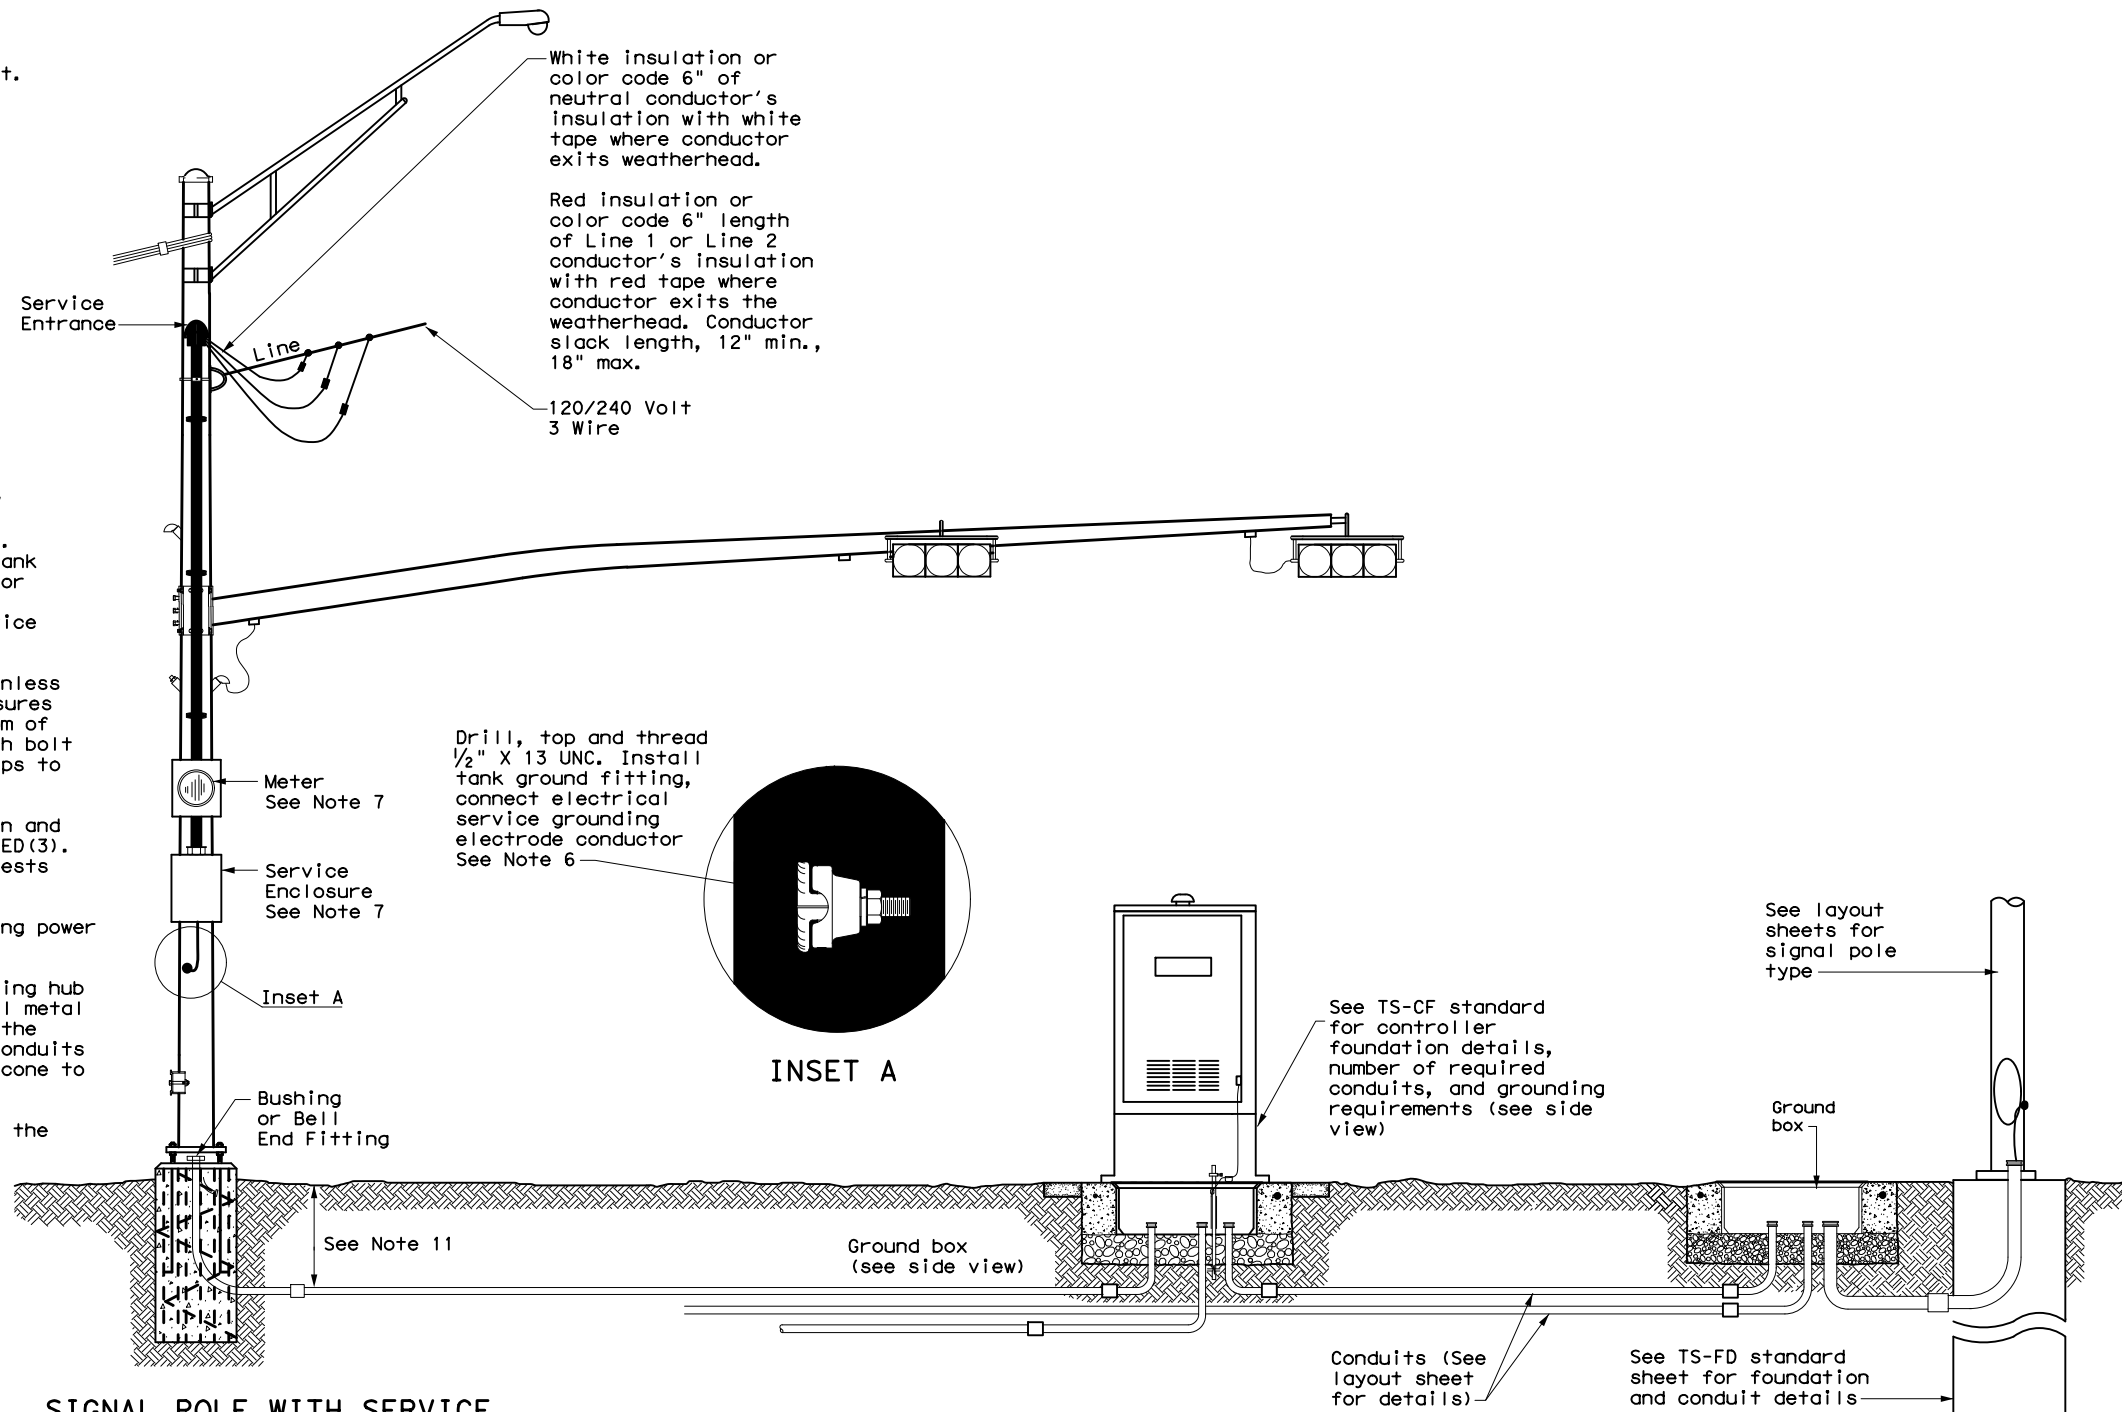 t.
White insulation or
color code 6" of
neutral conductor's
insulation with white
tape where conductor
exits weatherhead.
Red insulation or
color code 6" length
of Line 1 or Line 2
conductor's insulation
with red tape where
conductor exits the
weatherhead. Conductor
slack length, 12" min.,
18" max.
120/240 Volt
3 Wire
Service
Entrance
Line
.
ank
or
ice
nless
sures
m of
h bolt
ps to
n and
ED(3).
ests
ng power
ing hub
l metal
the
onduits
cone to
the
Meter
See Note 7
Service
Enclosure
See Note 7
Inset A
Bushing
or Bell
End Fitting
See Note 11
Drill, top and thread
½" X 13 UNC. Install
tank ground fitting,
connect electrical
service grounding
electrode conductor
See Note 6
INSET A
See TS-CF standard
for controller
foundation details,
number of required
conduits, and grounding
requirements (see side
view)
See layout
sheets for
signal pole
type
Ground
box
Ground box
(see side view)
Conduits (See
layout sheet
for details)
See TS-FD standard
sheet for foundation
and conduit details
SIGNAL POLE WITH SERVICE